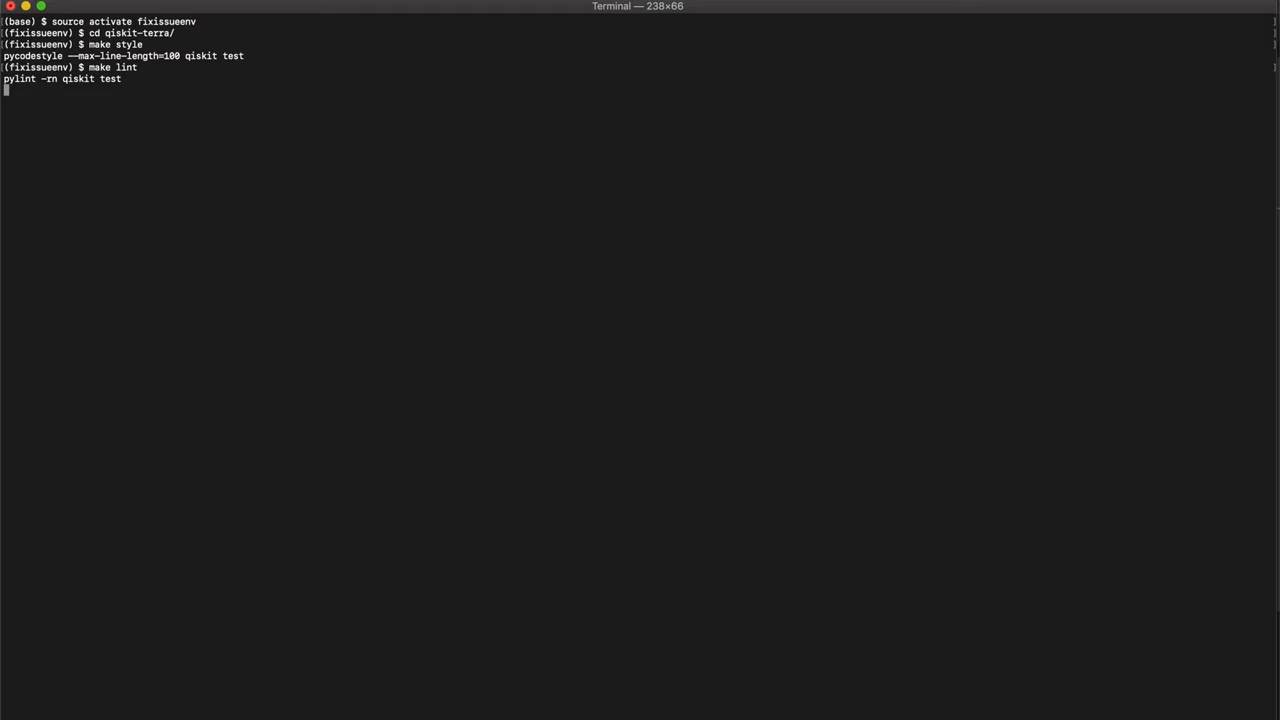 Terminal — 238×66
[(base) $ source activate fixissueenv ]
[(fixissueenv) $ cd qiskit-terra/ ]
[(fixissueenv) $ make style ]
pycodestyle --max-line-length=100 qiskit test
[(fixissueenv) $ make lint ]
pylint -rn qiskit test